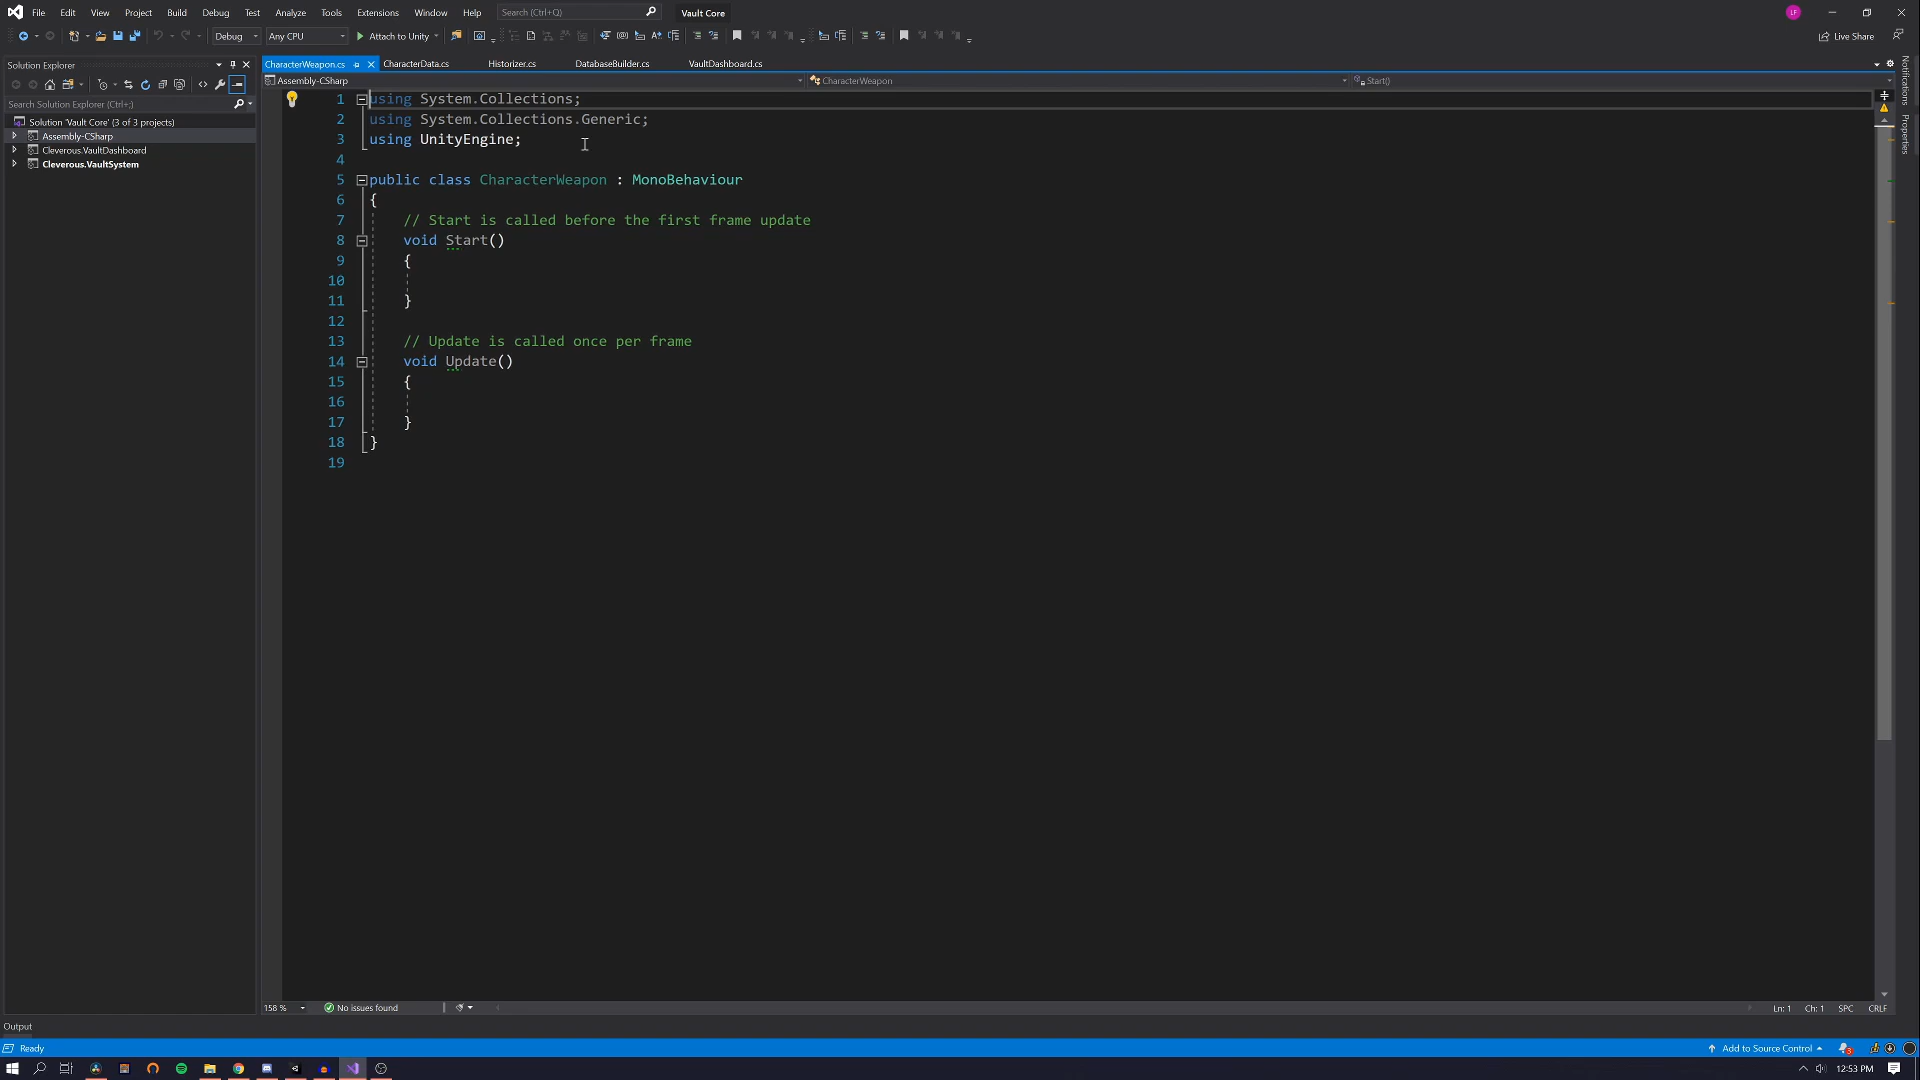 File Edit View Project Build Debug Test Analyze Tools Extensions Window Help Search (Ctrl+Q) Vault Core LF
Debug Any CPU Attach to Unity Live Share
Solution Explorer
Search Solution Explorer (Ctrl+;)
Solution 'Vault Core' (3 of 3 projects)
Assembly-CSharp
Cleverous.VaultDashboard
Cleverous.VaultSystem
CharacterWeapon.cs CharacterData.cs Historizer.cs DatabaseBuilder.cs VaultDashboard.cs
Assembly-CSharp CharacterWeapon Start()
1 using System.Collections;
2 using System.Collections.Generic;
3 using UnityEngine;
4
5 public class CharacterWeapon : MonoBehaviour
6 {
7 // Start is called before the first frame update
8 void Start()
9 {
10
11 }
12
13 // Update is called once per frame
14 void Update()
15 {
16
17 }
18 }
19
Notifications
Properties
158 % No issues found Ln: 1 Ch: 1 SPC CRLF
Output
Ready Add to Source Control 3
12:53 PM